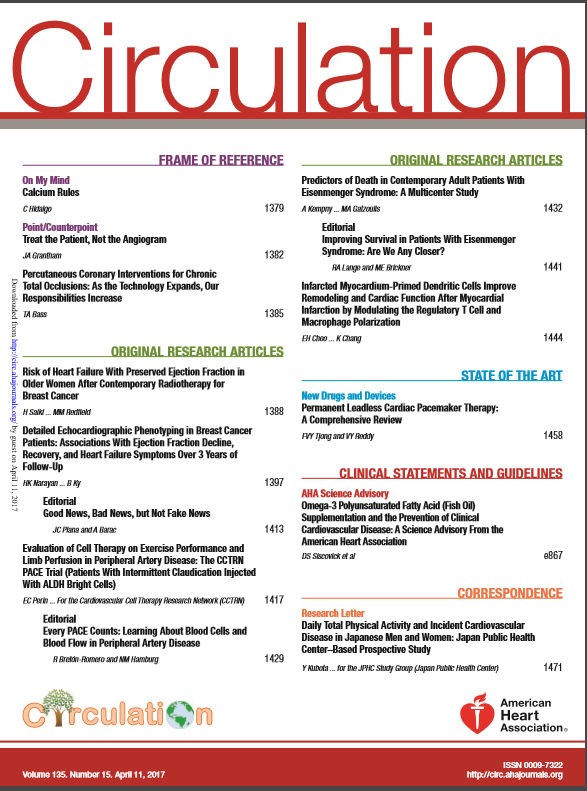 Circulation
FRAME OF REFERENCE
On My Mind
Calcium Rules
C Hidalgo 1379
Point/Counterpoint
Treat the Patient, Not the Angiogram
JA Grantham 1382
Percutaneous Coronary Interventions for Chronic
Total Occlusions: As the Technology Expands, Our
Responsibilities Increase
TA Bass 1385
ORIGINAL RESEARCH ARTICLES
Risk of Heart Failure With Preserved Ejection Fraction in
Older Women After Contemporary Radiotherapy for
Breast Cancer
H Saiki ... MM Redfield 1388
Detailed Echocardiographic Phenotyping in Breast Cancer
Patients: Associations With Ejection Fraction Decline,
Recovery, and Heart Failure Symptoms Over 3 Years of
Follow-Up
HK Narayan ... B Ky 1397
Editorial
Good News, Bad News, but Not Fake News
JC Plana and A Barac 1413
Evaluation of Cell Therapy on Exercise Performance and
Limb Perfusion in Peripheral Artery Disease: The CCTRN
PACE Trial (Patients With Intermittent Claudication Injected
With ALDH Bright Cells)
EC Perin ... For the Cardiovascular Cell Therapy Research Network (CCTRN) 1417
Editorial
Every PACE Counts: Learning About Blood Cells and
Blood Flow in Peripheral Artery Disease
R Bretón-Romero and NM Hamburg 1429
ORIGINAL RESEARCH ARTICLES
Predictors of Death in Contemporary Adult Patients With
Eisenmenger Syndrome: A Multicenter Study
A Kempny ... MA Gatzoulis 1432
Editorial
Improving Survival in Patients With Eisenmenger
Syndrome: Are We Any Closer?
RA Lange and ME Brickner 1441
Infarcted Myocardium-Primed Dendritic Cells Improve
Remodeling and Cardiac Function After Myocardial
Infarction by Modulating the Regulatory T Cell and
Macrophage Polarization
EH Choo ... K Chang 1444
STATE OF THE ART
New Drugs and Devices
Permanent Leadless Cardiac Pacemaker Therapy:
A Comprehensive Review
FVY Tjong and VY Reddy 1458
CLINICAL STATEMENTS AND GUIDELINES
AHA Science Advisory
Omega-3 Polyunsaturated Fatty Acid (Fish Oil)
Supplementation and the Prevention of Clinical
Cardiovascular Disease: A Science Advisory From the
American Heart Association
DS Siscovick et al e867
CORRESPONDENCE
Research Letter
Daily Total Physical Activity and Incident Cardiovascular
Disease in Japanese Men and Women: Japan Public Health
Center–Based Prospective Study
Y Kubota ... for the JPHC Study Group (Japan Public Health Center) 1471
Downloaded from http://circ.ahajournals.org/ by guest on April 11, 2017
Circulation
American
Heart
Association®
Volume 135. Number 15. April 11, 2017
ISSN 0009-7322
http://circ.ahajournals.org